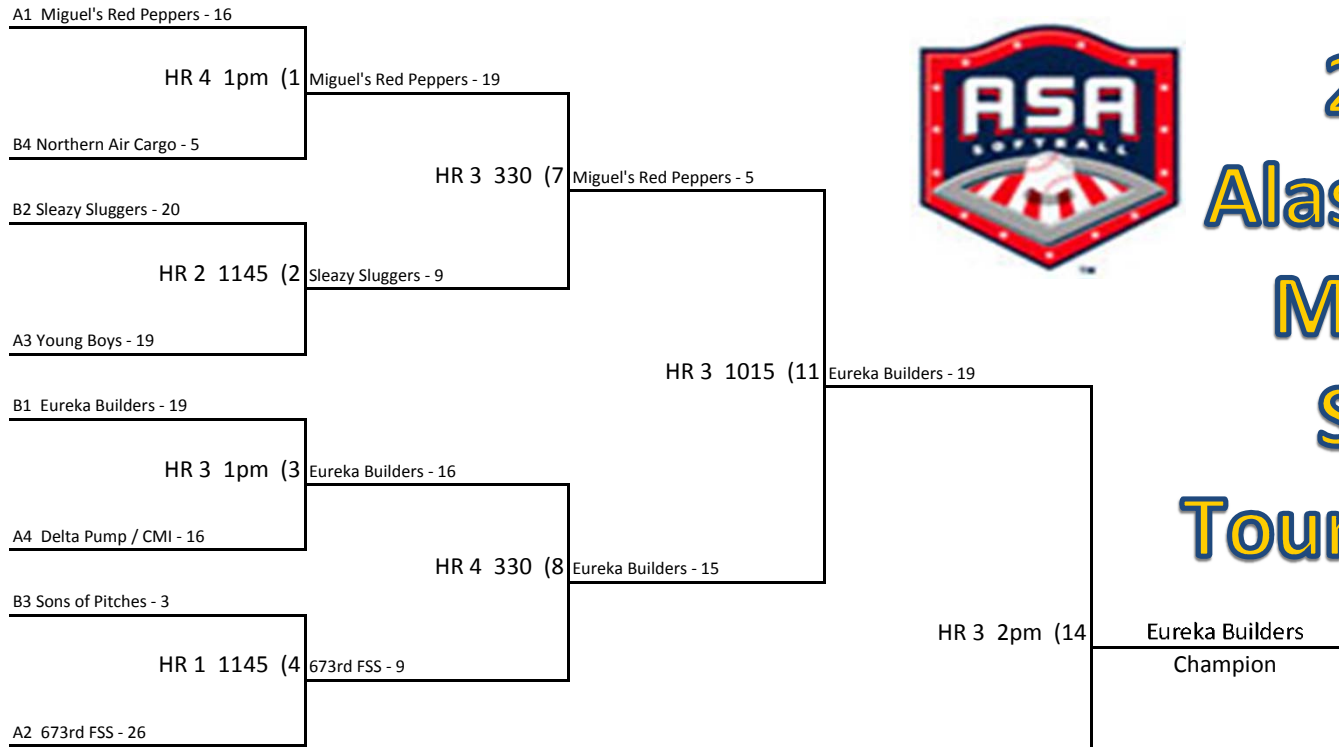 A1 Miguel's Red Peppers - 16
HR 4 1pm (1
Miguel's Red Peppers - 19
B4 Northern Air Cargo - 5
HR 3 330 (7
Miguel's Red Peppers - 5
B2 Sleazy Sluggers - 20
HR 2 1145 (2
Sleazy Sluggers - 9
A3 Young Boys - 19
HR 3 1015 (11
Eureka Builders - 19
B1 Eureka Builders - 19
HR 3 1pm (3
Eureka Builders - 16
A4 Delta Pump / CMI - 16
HR 4 330 (8
Eureka Builders - 15
B3 Sons of Pitches - 3
HR 1 1145 (4
673rd FSS - 9
A2 673rd FSS - 26
HR 3 2pm (14
Eureka Builders
Champion
ASA
SOFTBALL
TM
2
Alas
M
S
Tour